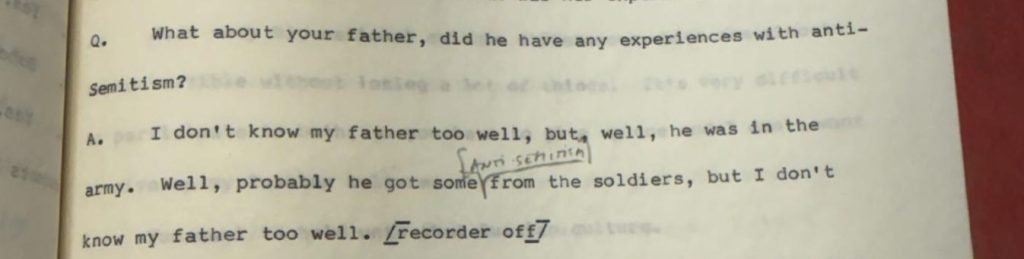 Q. What about your father, did he have any experiences with anti-
Semitism?
A. I don't know my father too well, but, well, he was in the
[ANTI-SEMITISM]
army. Well, probably he got some from the soldiers, but I don't
know my father too well. [recorder off]